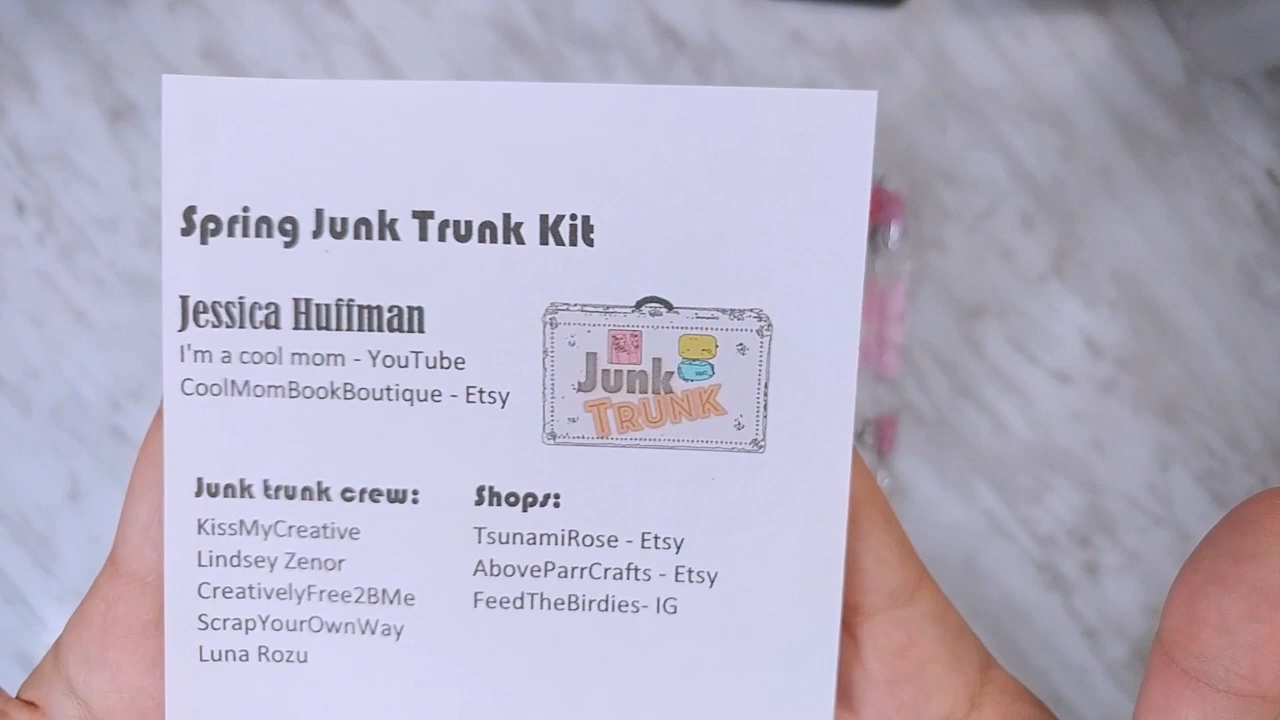 Spring Junk Trunk Kit
Jessica Huffman
I'm a cool mom - YouTube
CoolMomBookBoutique - Etsy
Junk
TRUNK
Junk trunk crew:
KissMyCreative
Lindsey Zenor
CreativelyFree2BMe
ScrapYourOwnWay
Luna Rozu
Shops:
TsunamiRose - Etsy
AboveParrCrafts - Etsy
FeedTheBirdies- IG